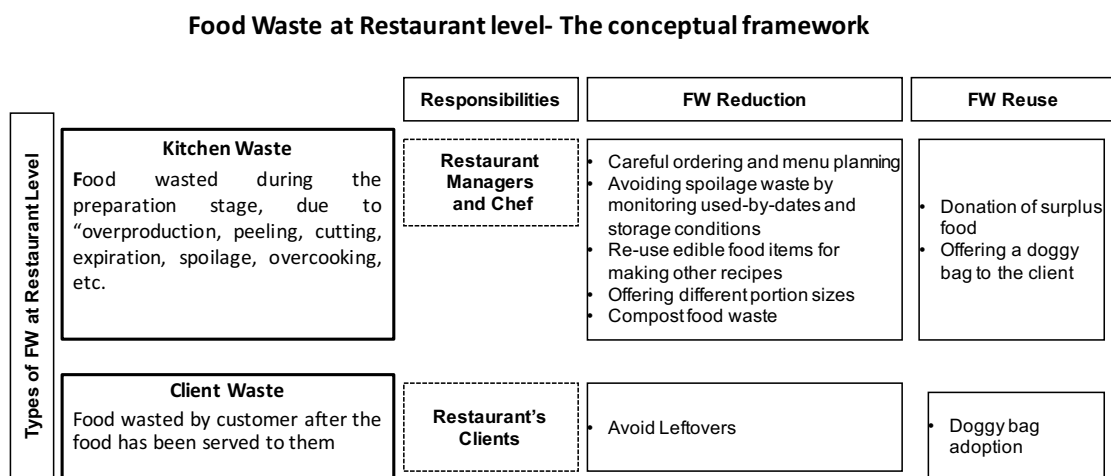 Food Waste at Restaurant level- The conceptual framework
Responsibilities
FW Reduction
FW Reuse
Types of FW at Restaurant Level
Kitchen Waste
Food wasted during the
preparation stage, due to
“overproduction, peeling, cutting,
expiration, spoilage, overcooking,
etc.
Restaurant
Managers
and Chef
• Careful ordering and menu planning
• Avoiding spoilage waste by
monitoring used-by-dates and
storage conditions
• Re-use edible food items for
making other recipes
• Offering different portion sizes
• Compost food waste
• Donation of surplus
food
• Offering a doggy
bag to the client
Client Waste
Food wasted by customer after the
food has been served to them
Restaurant’s
Clients
• Avoid Leftovers
• Doggy bag
adoption